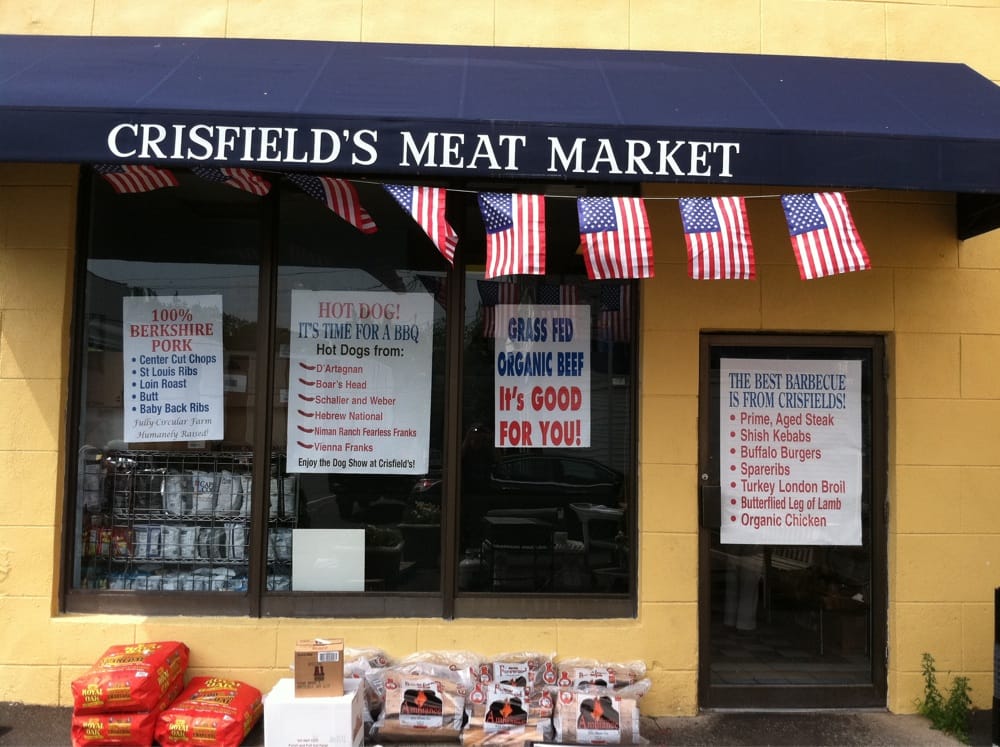 CRISFIELD'S MEAT MARKET
100%
BERKSHIRE
PORK
• Center Cut Chops
• St Louis Ribs
• Loin Roast
• Butt
• Baby Back Ribs
Fully-Circular Farm
Humanely Raised!
HOT DOG!
IT'S TIME FOR A BBQ
Hot Dogs from:
D'Artagnan
Boar's Head
Schaller and Weber
Hebrew National
Niman Ranch Fearless Franks
Vienna Franks
Enjoy the Dog Show at Crisfield's!
GRASS FED
ORGANIC BEEF
It's GOOD
FOR YOU!
THE BEST BARBECUE
IS FROM CRISFIELDS!
• Prime, Aged Steak
• Shish Kebabs
• Buffalo Burgers
• Spareribs
• Turkey London Broil
• Butterflied Leg of Lamb
• Organic Chicken
ROYAL
OAK
ROYAL
OAK